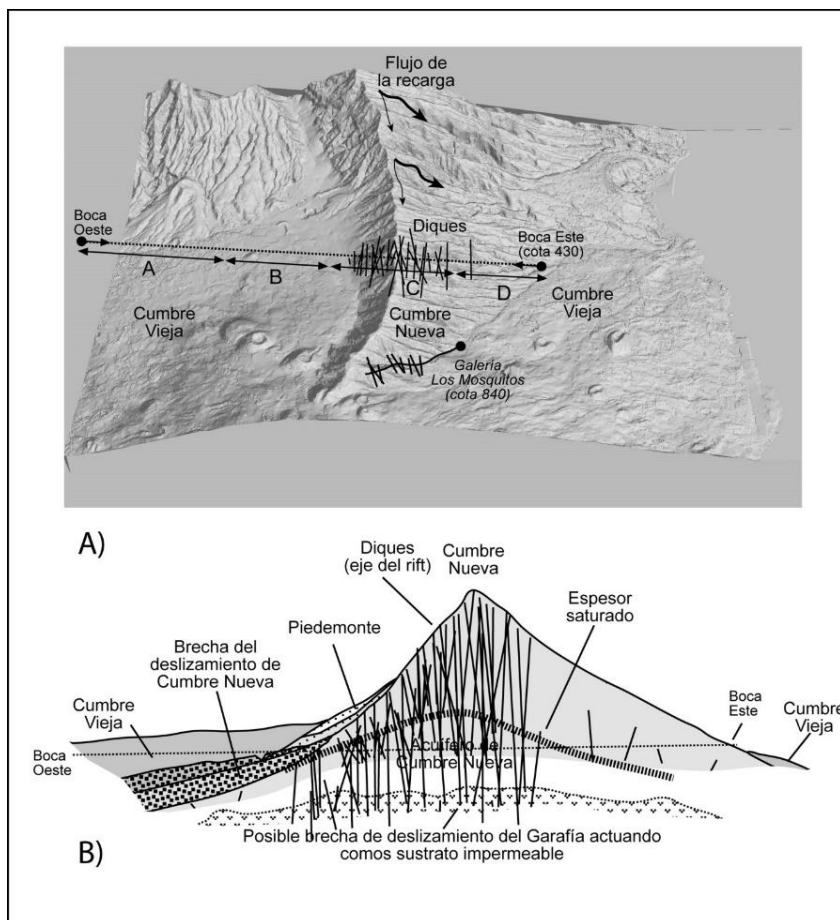 Flujo de
la recarga
Boca
Oeste
Diques
Boca Este
(cota 430)
A
B
C
D
Cumbre
Vieja
Cumbre
Nueva
Cumbre
Vieja
Galería
Los Mosquitos
(cota 840)
A)
Diques
(eje del rift)
Cumbre
Nueva
Espesor
saturado
Piedemonte
Brecha del
deslizamiento de
Cumbre Nueva
Cumbre
Vieja
Boca
Este
Cumbre
Vieja
Boca
Oeste
Acuífero de
Cumbre Nueva
Posible brecha de deslizamiento del Garafía actuando
comos sustrato impermeable
B)